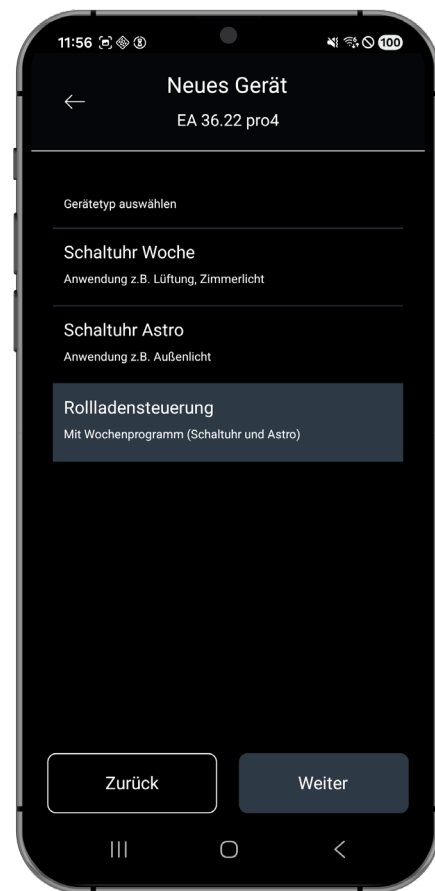 11:56
100
Neues Gerät
EA 36.22 pro4
Gerätetyp auswählen
Schaltuhr Woche
Anwendung z.B. Lüftung, Zimmerlicht
Schaltuhr Astro
Anwendung z.B. Außenlicht
Rollladensteuerung
Mit Wochenprogramm (Schaltuhr und Astro)
Zurück
Weiter